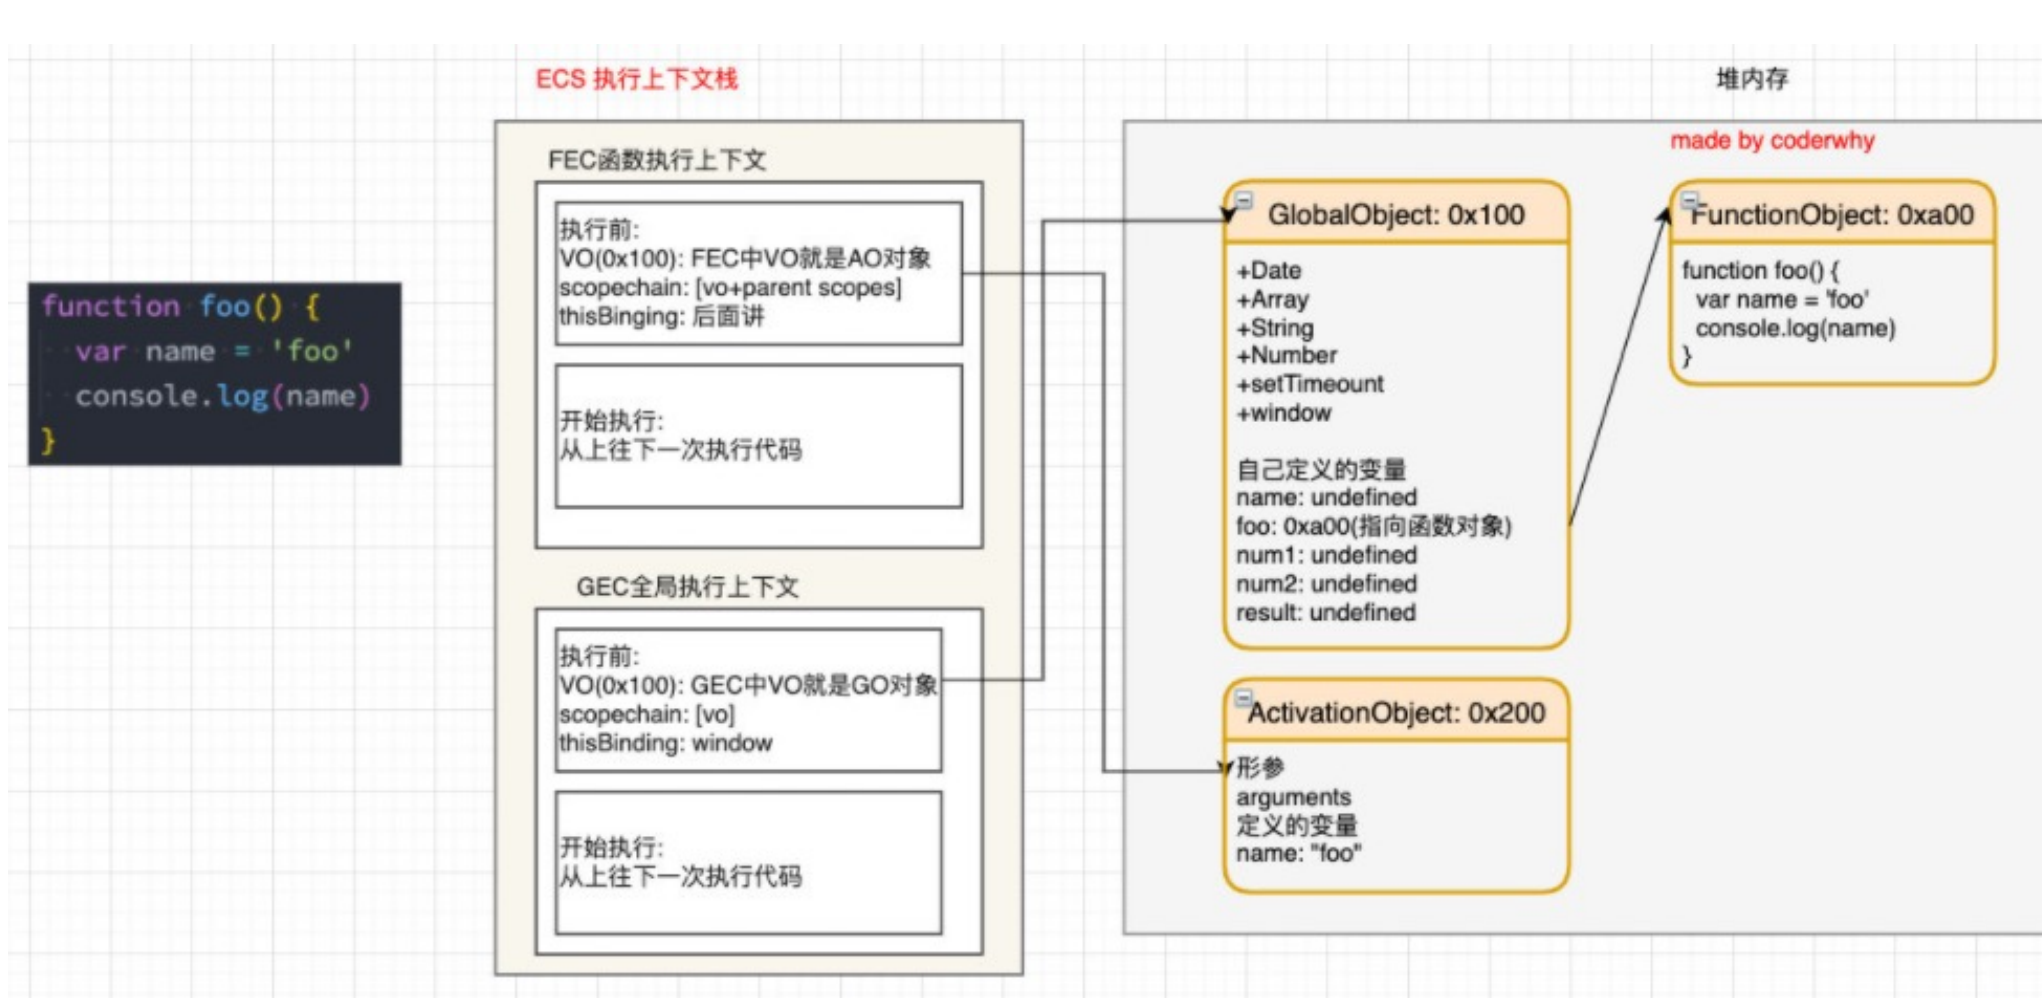 ECS 执行上下文栈
堆内存
function foo() {
var name = 'foo'
console.log(name)
}
FEC函数执行上下文
执行前:
VO(0x100): FEC中VO就是AO对象
scopechain: [vo+parent scopes]
thisBinging: 后面讲
开始执行:
从上往下一次执行代码
GEC全局执行上下文
执行前:
VO(0x100): GEC中VO就是GO对象
scopechain: [vo]
thisBinding: window
开始执行:
从上往下一次执行代码
made by coderwhy
GlobalObject: 0x100
+Date
+Array
+String
+Number
+setTimeount
+window
自己定义的变量
name: undefined
foo: 0xa00(指向函数对象)
num1: undefined
num2: undefined
result: undefined
FunctionObject: 0xa00
function foo() {
var name = 'foo'
console.log(name)
}
ActivationObject: 0x200
形参
arguments
定义的变量
name: "foo"